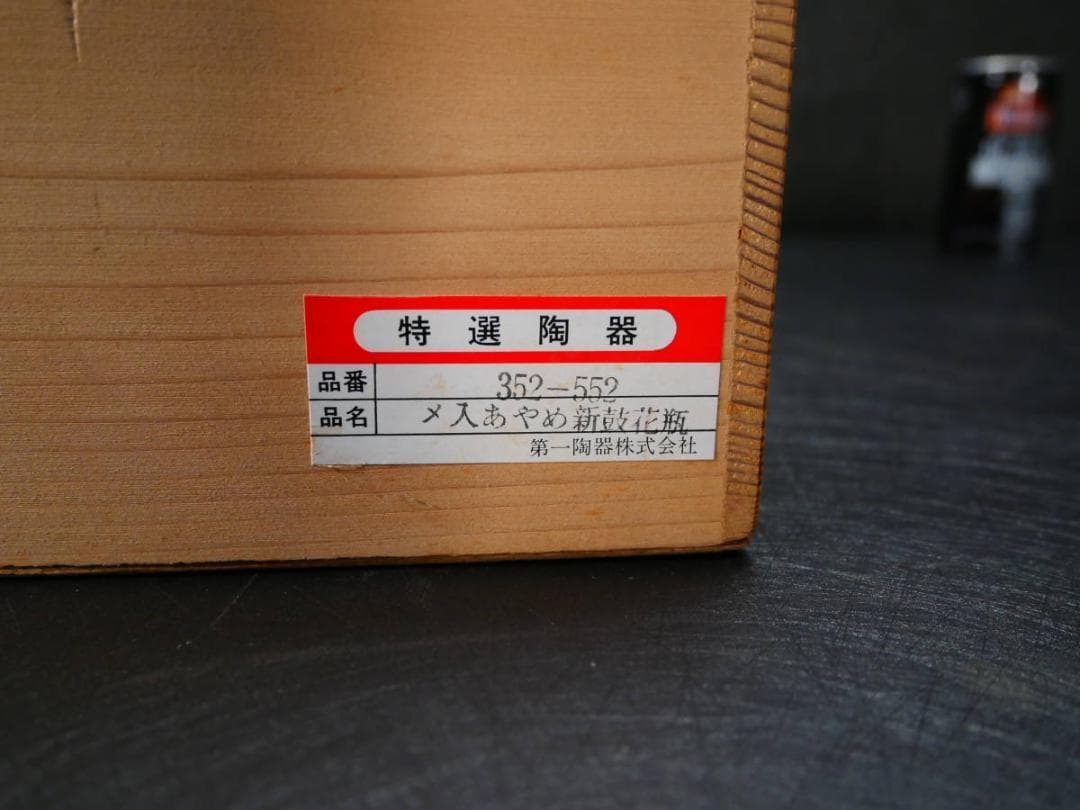 特選陶器
品番 352-552
品名 〆入あやめ新鼓花瓶
第一陶器株式会社